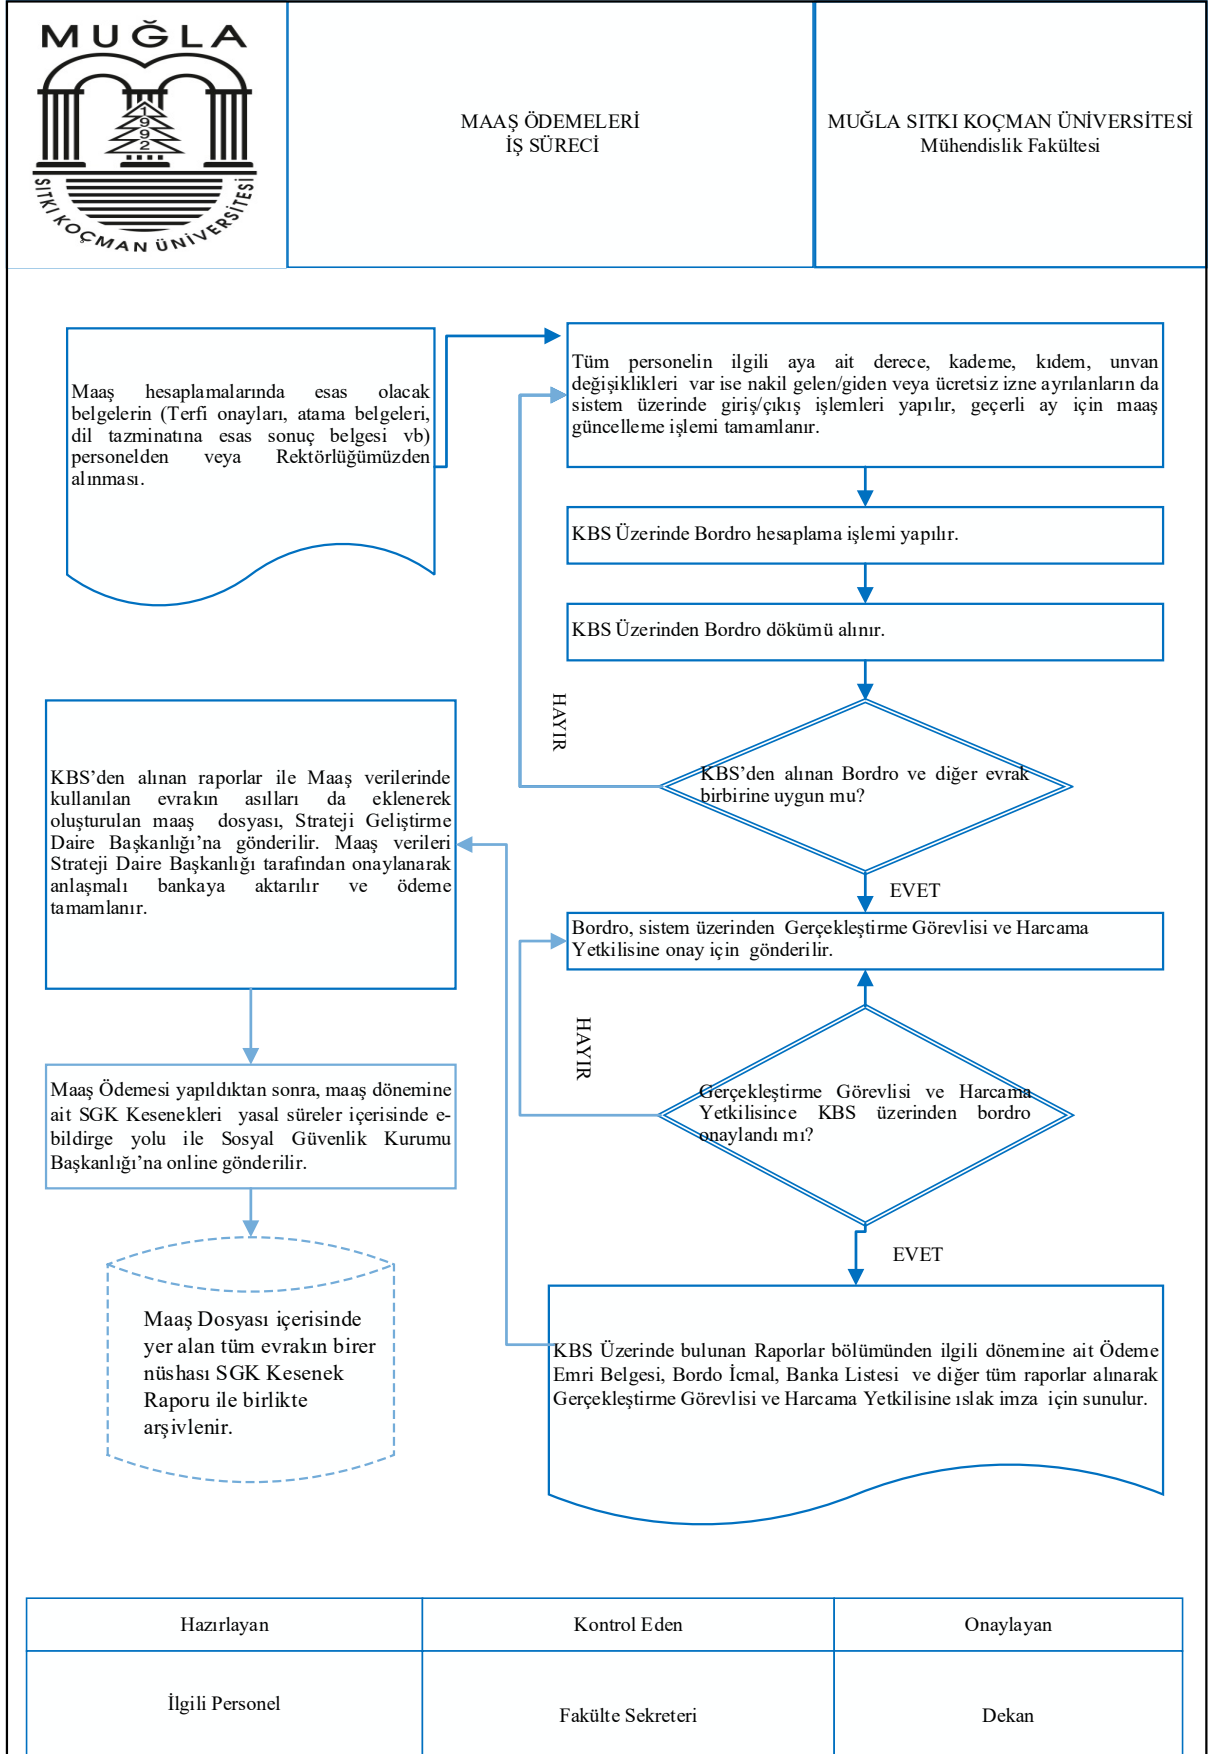 MUĞLA
1992
SITKI KOÇMAN ÜNİVERSİTESİ
MAAŞ ÖDEMELERİ
İŞ SÜRECİ
MUĞLA SITKI KOÇMAN ÜNİVERSİTESİ
Mühendislik Fakültesi
Maaş hesaplamalarında esas olacak
belgelerin (Terfi onayları, atama belgeleri,
dil tazminatına esas sonuç belgesi vb)
personelden veya Rektörlüğümüzden
alınması.
Tüm personelin ilgili aya ait derece, kademe, kıdem, unvan
değişiklikleri var ise nakil gelen/giden veya ücretsiz izne ayrılanların da
sistem üzerinde giriş/çıkış işlemleri yapılır, geçerli ay için maaş
güncelleme işlemi tamamlanır.
KBS Üzerinde Bordro hesaplama işlemi yapılır.
KBS Üzerinden Bordro dökümü alınır.
HAYIR
KBS'den alınan Bordro ve diğer evrak
birbirine uygun mu?
EVET
Bordro, sistem üzerinden Gerçekleştirme Görevlisi ve Harcama
Yetkilisine onay için gönderilir.
HAYIR
Gerçekleştirme Görevlisi ve Harcama
Yetkilisince KBS üzerinden bordro
onaylandı mı?
EVET
KBS Üzerinde bulunan Raporlar bölümünden ilgili dönemine ait Ödeme
Emri Belgesi, Bordo İcmal, Banka Listesi ve diğer tüm raporlar alınarak
Gerçekleştirme Görevlisi ve Harcama Yetkilisine ıslak imza için sunulur.
KBS'den alınan raporlar ile Maaş verilerinde
kullanılan evrakın asılları da eklenerek
oluşturulan maaş dosyası, Strateji Geliştirme
Daire Başkanlığı'na gönderilir. Maaş verileri
Strateji Daire Başkanlığı tarafından onaylanarak
anlaşmalı bankaya aktarılır ve ödeme
tamamlanır.
Maaş Ödemesi yapıldıktan sonra, maaş dönemine
ait SGK Kesenekleri yasal süreler içerisinde e-
bildirge yolu ile Sosyal Güvenlik Kurumu
Başkanlığı'na online gönderilir.
Maaş Dosyası içerisinde
yer alan tüm evrakın birer
nüshası SGK Kesenek
Raporu ile birlikte
arşivlenir.
Hazırlayan
Kontrol Eden
Onaylayan
İlgili Personel
Fakülte Sekreteri
Dekan